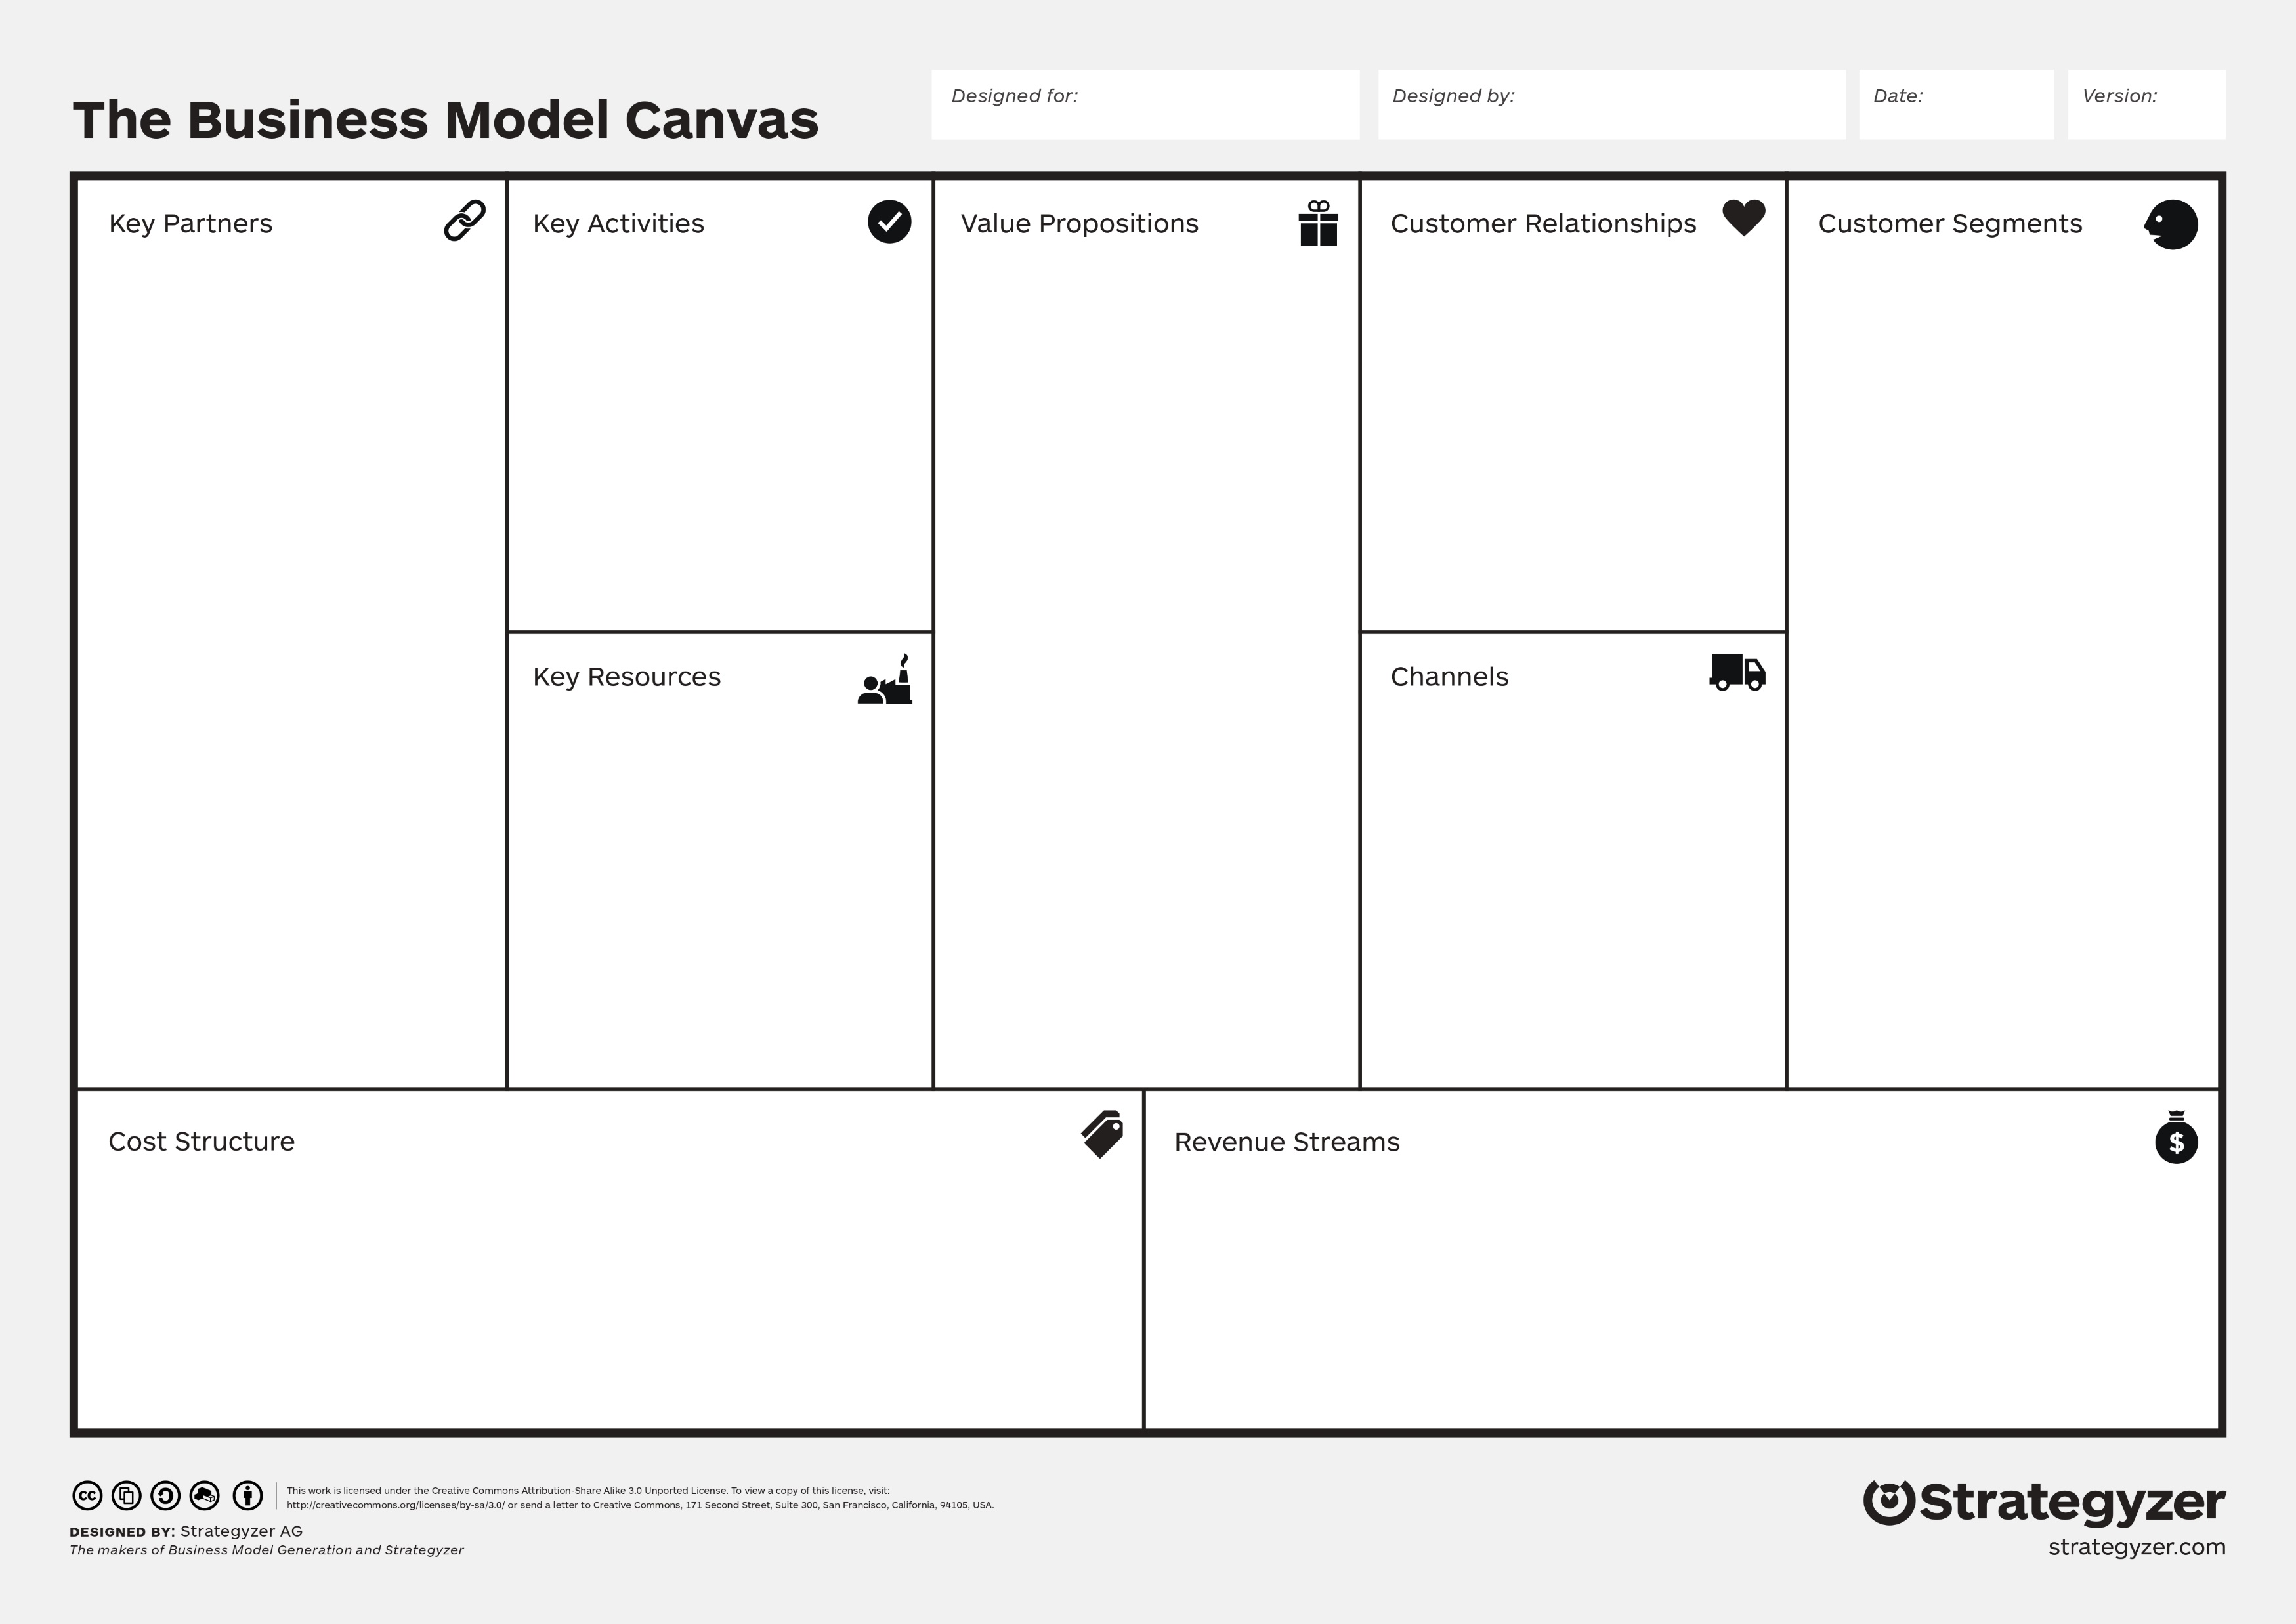 The Business Model Canvas
Designed for:
Designed by:
Date:
Version:
Key Partners
Key Activities
Value Propositions
Customer Relationships
Customer Segments
Key Resources
Channels
Cost Structure
Revenue Streams
$
cc
This work is licensed under the Creative Commons Attribution-Share Alike 3.0 Unported License. To view a copy of this license, visit:
http://creativecommons.org/licenses/by-sa/3.0/ or send a letter to Creative Commons, 171 Second Street, Suite 300, San Francisco, California, 94105, USA.
DESIGNED BY: Strategyzer AG
The makers of Business Model Generation and Strategyzer
Strategyzer
strategyzer.com